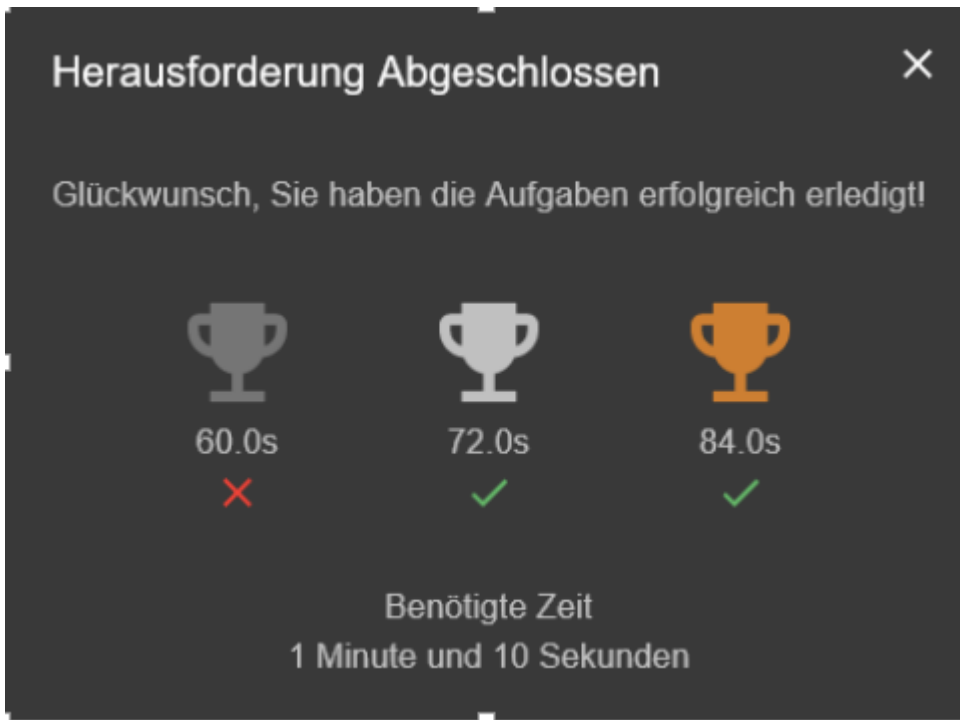 Herausforderung Abgeschlossen
Glückwunsch, Sie haben die Aufgaben erfolgreich erledigt!
60.0s 72.0s 84.0s
Benötigte Zeit
1 Minute und 10 Sekunden